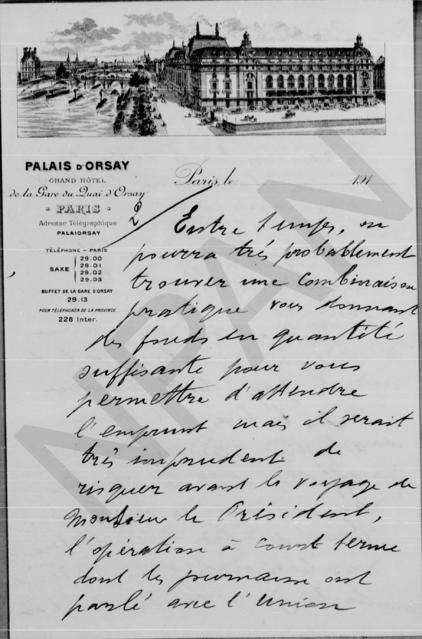 PALAIS D'ORSAY
GRAND HÔTEL
de la Gare du Quai d'Orsay
PARIS
Adresse Télégraphique
PALAIORSAY
TÉLÉPHONE - PARIS
SAXE
29.00
29.01
29.02
29.03
BUFFET DE LA GARE D'ORSAY
29.13
POUR TÉLÉPHONER DE LA PROVINCE
228 Inter.
Paris, le 191
2/
Entre temps, on
pourra très probablement
trouver une combinaison
pratique vous donnant
des fonds en quantité
suffisante pour vous
permettre d'attendre
l'emprunt mais il serait
très imprudent de
risquer avant le voyage de
Monsieur le Président,
l'opération à court terme
dont les journaux ont
parlé avec l'Union
NPAN